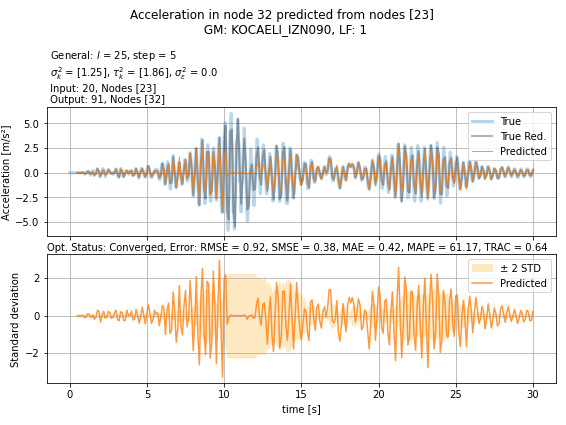 Acceleration in node 32 predicted from nodes [23]
GM: KOCAELI_IZN090, LF: 1
General: l = 25, step = 5
σ²ₖ = [1.25], τ²ₖ = [1.86], σ²ε = 0.0
Input: 20, Nodes [23]
Output: 91, Nodes [32]
Acceleration [m/s²]
5.0
2.5
0.0
−2.5
−5.0
True
True Red.
Predicted
Opt. Status: Converged, Error: RMSE = 0.92, SMSE = 0.38, MAE = 0.42, MAPE = 61.17, TRAC = 0.64
Standard deviation
2
0
−2
± 2 STD
Predicted
0 5 10 15 20 25 30
time [s]